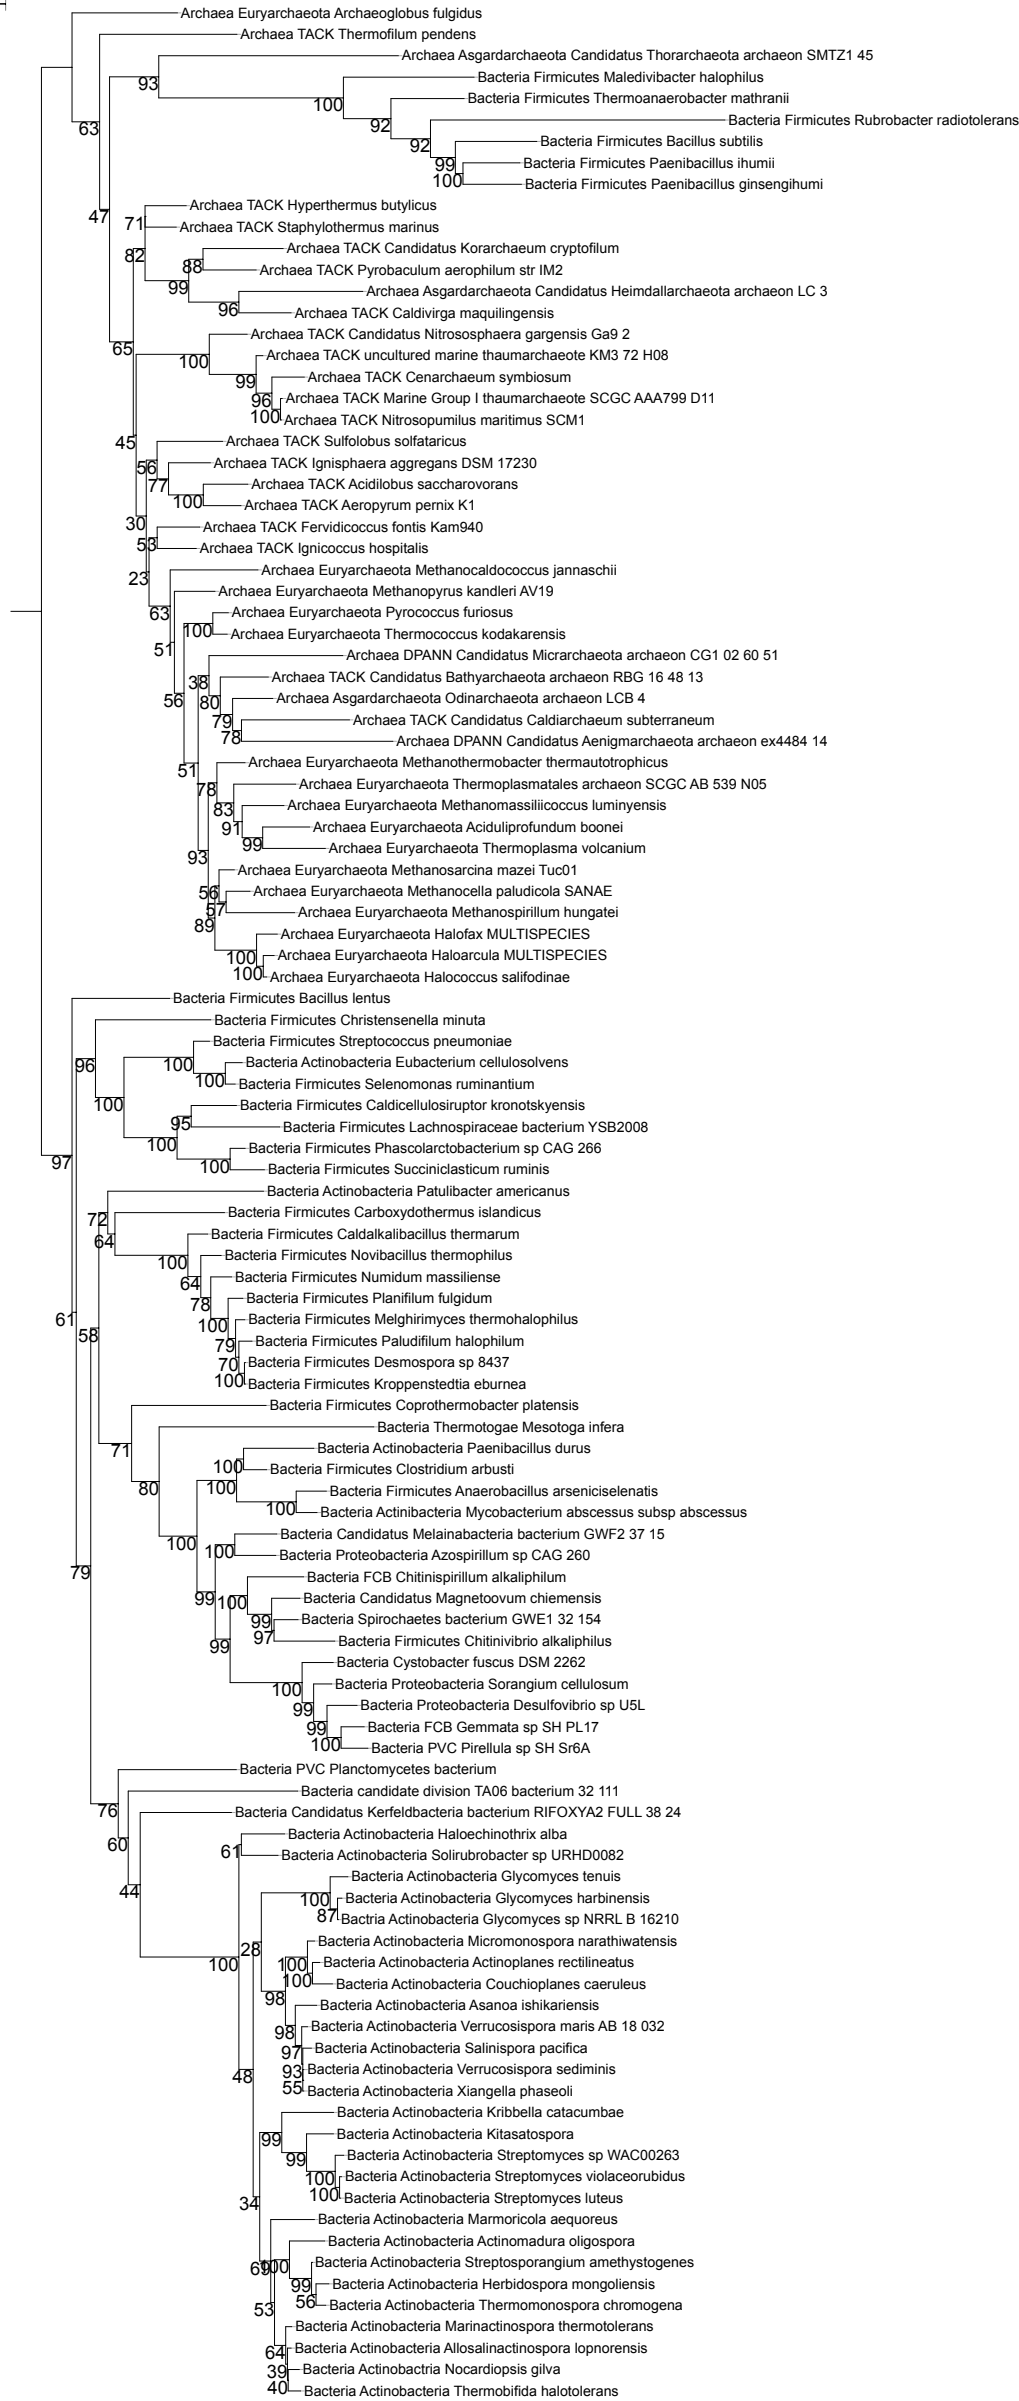 Archaea Euryarchaeota Archaeoglobus fulgidus
Archaea TACK Thermofilum pendens
Archaea Asgardarchaeota Candidatus Thorarchaeota archaeon SMTZ1 45
93
Bacteria Firmicutes Maledivibacter halophilus
100
Bacteria Firmicutes Thermoanaerobacter mathranii
92
Bacteria Firmicutes Rubrobacter radiotolerans
63
Bacteria Firmicutes Bacillus subtilis
92
Bacteria Firmicutes Paenibacillus ihumii
99
Bacteria Firmicutes Paenibacillus ginsengihumi
100
Archaea TACK Hyperthermus butylicus
47
Archaea TACK Staphylothermus marinus
71
Archaea TACK Candidatus Korarchaeum cryptofilum
82
Archaea TACK Pyrobaculum aerophilum str IM2
88
Archaea Asgardarchaeota Candidatus Heimdallarchaeota archaeon LC 3
99
Archaea TACK Caldivirga maquilingensis
96
Archaea TACK Candidatus Nitrososphaera gargensis Ga9 2
65
Archaea TACK uncultured marine thaumarchaeote KM3 72 H08
100
Archaea TACK Cenarchaeum symbiosum
99
Archaea TACK Marine Group I thaumarchaeote SCGC AAA799 D11
96
Archaea TACK Nitrosopumilus maritimus SCM1
100
Archaea TACK Sulfolobus solfataricus
45
Archaea TACK Ignisphaera aggregans DSM 17230
56
Archaea TACK Acidilobus saccharovorans
77
Archaea TACK Aeropyrum pernix K1
100
Archaea TACK Fervidicoccus fontis Kam940
30
Archaea TACK Ignicoccus hospitalis
53
Archaea Euryarchaeota Methanocaldococcus jannaschii
23
Archaea Euryarchaeota Methanopyrus kandleri AV19
Archaea Euryarchaeota Pyrococcus furiosus
63
Archaea Euryarchaeota Thermococcus kodakarensis
100
Archaea DPANN Candidatus Micrarchaeota archaeon CG1 02 60 51
51
Archaea TACK Candidatus Bathyarchaeota archaeon RBG 16 48 13
38
Archaea Asgardarchaeota Odinarchaeota archaeon LCB 4
56
80
Archaea TACK Candidatus Caldiarchaeum subterraneum
79
Archaea DPANN Candidatus Aenigmarchaeota archaeon ex4484 14
78
Archaea Euryarchaeota Methanothermobacter thermautotrophicus
51
Archaea Euryarchaeota Thermoplasmatales archaeon SCGC AB 539 N05
78
Archaea Euryarchaeota Methanomassiliicoccus luminyensis
83
Archaea Euryarchaeota Aciduliprofundum boonei
91
Archaea Euryarchaeota Thermoplasma volcanium
99
93
Archaea Euryarchaeota Methanosarcina mazei Tuc01
Archaea Euryarchaeota Methanocella paludicola SANAE
56
Archaea Euryarchaeota Methanospirillum hungatei
57
89
Archaea Euryarchaeota Halofax MULTISPECIES
Archaea Euryarchaeota Haloarcula MULTISPECIES
100
Archaea Euryarchaeota Halococcus salifodinae
100
Bacteria Firmicutes Bacillus lentus
Bacteria Firmicutes Christensenella minuta
Bacteria Firmicutes Streptococcus pneumoniae
Bacteria Actinobacteria Eubacterium cellulosolvens
96
100
Bacteria Firmicutes Selenomonas ruminantium
100
Bacteria Firmicutes Caldicellulosiruptor kronotskyensis
100
Bacteria Firmicutes Lachnospiraceae bacterium YSB2008
95
Bacteria Firmicutes Phascolarctobacterium sp CAG 266
100
Bacteria Firmicutes Succiniclasticum ruminis
97
100
Bacteria Actinobacteria Patulibacter americanus
Bacteria Firmicutes Carboxydothermus islandicus
72
Bacteria Firmicutes Caldalkalibacillus thermarum
64
Bacteria Firmicutes Novibacillus thermophilus
100
Bacteria Firmicutes Numidum massiliense
64
Bacteria Firmicutes Planifilum fulgidum
78
Bacteria Firmicutes Melghirimyces thermohalophilus
61
100
Bacteria Firmicutes Paludifilum halophilum
58
79
Bacteria Firmicutes Desmospora sp 8437
70
Bacteria Firmicutes Kroppenstedtia eburnea
100
Bacteria Firmicutes Coprothermobacter platensis
Bacteria Thermotogae Mesotoga infera
Bacteria Actinobacteria Paenibacillus durus
71
Bacteria Firmicutes Clostridium arbusti
100
Bacteria Firmicutes Anaerobacillus arseniciselenatis
80
100
Bacteria Actinibacteria Mycobacterium abscessus subsp abscessus
100
Bacteria Candidatus Melainabacteria bacterium GWF2 37 15
100
Bacteria Proteobacteria Azospirillum sp CAG 260
100
Bacteria FCB Chitinispirillum alkaliphilum
79
Bacteria Candidatus Magnetoovum chiemensis
99
100
Bacteria Spirochaetes bacterium GWE1 32 154
99
Bacteria Firmicutes Chitinivibrio alkaliphilus
97
99
Bacteria Cystobacter fuscus DSM 2262
Bacteria Proteobacteria Sorangium cellulosum
100
Bacteria Proteobacteria Desulfovibrio sp U5L
99
Bacteria FCB Gemmata sp SH PL17
99
Bacteria PVC Pirellula sp SH Sr6A
100
Bacteria PVC Planctomycetes bacterium
Bacteria candidate division TA06 bacterium 32 111
76
Bacteria Candidatus Kerfeldbacteria bacterium RIFOXYA2 FULL 38 24
Bacteria Actinobacteria Haloechinothrix alba
60
Bacteria Actinobacteria Solirubrobacter sp URHD0082
61
Bacteria Actinobacteria Glycomyces tenuis
44
Bacteria Actinobacteria Glycomyces harbinensis
100
Bactria Actinobacteria Glycomyces sp NRRL B 16210
87
Bacteria Actinobacteria Micromonospora narathiwatensis
28
Bacteria Actinobacteria Actinoplanes rectilineatus
100
100
Bacteria Actinobacteria Couchioplanes caeruleus
100
98
Bacteria Actinobacteria Asanoa ishikariensis
Bacteria Actinobacteria Verrucosispora maris AB 18 032
98
Bacteria Actinobacteria Salinispora pacifica
97
Bacteria Actinobacteria Verrucosispora sediminis
93
48
Bacteria Actinobacteria Xiangella phaseoli
55
Bacteria Actinobacteria Kribbella catacumbae
Bacteria Actinobacteria Kitasatospora
99
Bacteria Actinobacteria Streptomyces sp WAC00263
99
Bacteria Actinobacteria Streptomyces violaceorubidus
100
Bacteria Actinobacteria Streptomyces luteus
100
34
Bacteria Actinobacteria Marmoricola aequoreus
Bacteria Actinobacteria Actinomadura oligospora
Bacteria Actinobacteria Streptosporangium amethystogenes
69
100
Bacteria Actinobacteria Herbidospora mongoliensis
99
Bacteria Actinobacteria Thermomonospora chromogena
56
53
Bacteria Actinobacteria Marinactinospora thermotolerans
Bacteria Actinobacteria Allosalinactinospora lopnorensis
64
Bacteria Actinobactria Nocardiopsis gilva
39
Bacteria Actinobacteria Thermobifida halotolerans
40